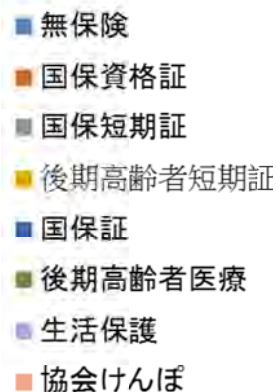 無保険
国保資格証
国保短期証
後期高齢者短期証
国保証
後期高齢者医療
生活保護
協会けんぽ